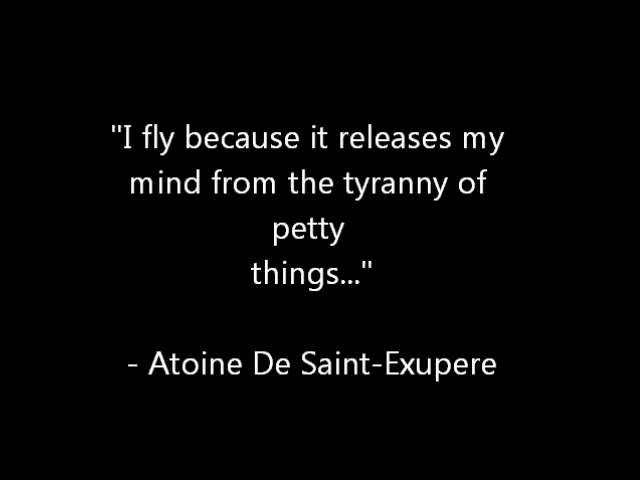 "I fly because it releases my
mind from the tyranny of
petty
things..."
- Atoine De Saint-Exupere